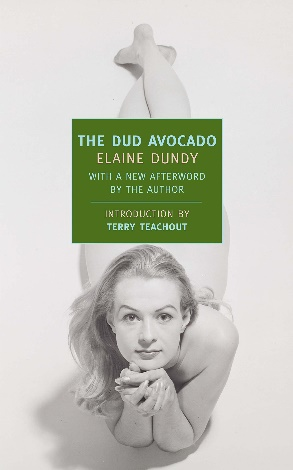 THE DUD AVOCADO
ELAINE DUNDY
WITH A NEW AFTERWORD
BY THE AUTHOR
INTRODUCTION BY
TERRY TEACHOUT